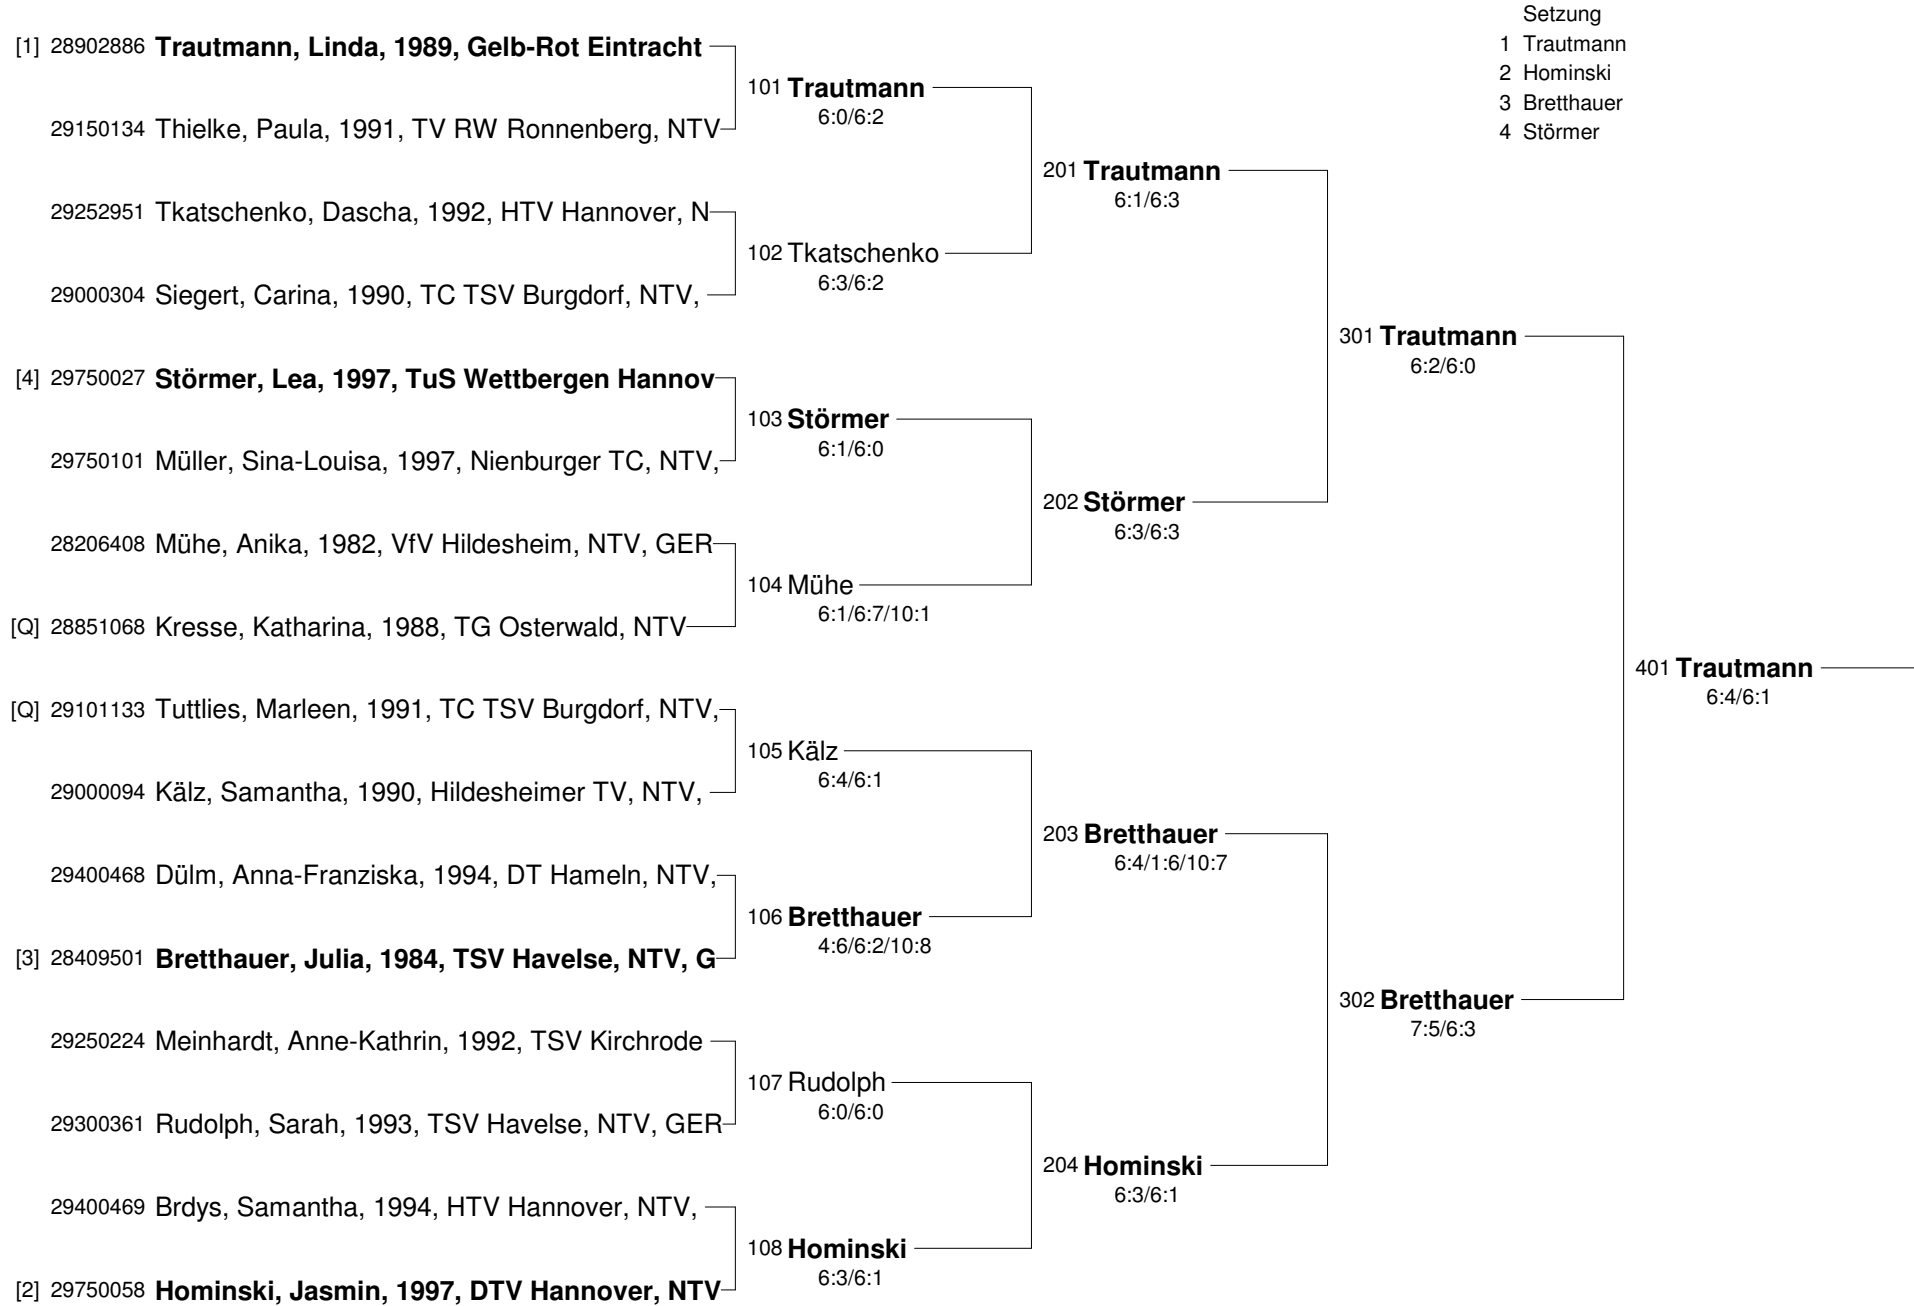 Setzung
1 Trautmann
2 Hominski
3 Bretthauer
4 Störmer
[1] 28902886 Trautmann, Linda, 1989, Gelb-Rot Eintracht
101 Trautmann
6:0/6:2
29150134 Thielke, Paula, 1991, TV RW Ronnenberg, NTV
201 Trautmann
6:1/6:3
29252951 Tkatschenko, Dascha, 1992, HTV Hannover, N
102 Tkatschenko
6:3/6:2
29000304 Siegert, Carina, 1990, TC TSV Burgdorf, NTV,
301 Trautmann
6:2/6:0
[4] 29750027 Störmer, Lea, 1997, TuS Wettbergen Hannov
103 Störmer
6:1/6:0
29750101 Müller, Sina-Louisa, 1997, Nienburger TC, NTV,
202 Störmer
6:3/6:3
28206408 Mühe, Anika, 1982, VfV Hildesheim, NTV, GER
104 Mühe
6:1/6:7/10:1
[Q] 28851068 Kresse, Katharina, 1988, TG Osterwald, NTV
401 Trautmann
6:4/6:1
[Q] 29101133 Tuttlies, Marleen, 1991, TC TSV Burgdorf, NTV,
105 Kälz
6:4/6:1
29000094 Kälz, Samantha, 1990, Hildesheimer TV, NTV,
203 Bretthauer
6:4/1:6/10:7
29400468 Dülm, Anna-Franziska, 1994, DT Hameln, NTV,
106 Bretthauer
4:6/6:2/10:8
[3] 28409501 Bretthauer, Julia, 1984, TSV Havelse, NTV, G
302 Bretthauer
7:5/6:3
29250224 Meinhardt, Anne-Kathrin, 1992, TSV Kirchrode
107 Rudolph
6:0/6:0
29300361 Rudolph, Sarah, 1993, TSV Havelse, NTV, GER
204 Hominski
6:3/6:1
29400469 Brdys, Samantha, 1994, HTV Hannover, NTV,
108 Hominski
6:3/6:1
[2] 29750058 Hominski, Jasmin, 1997, DTV Hannover, NTV